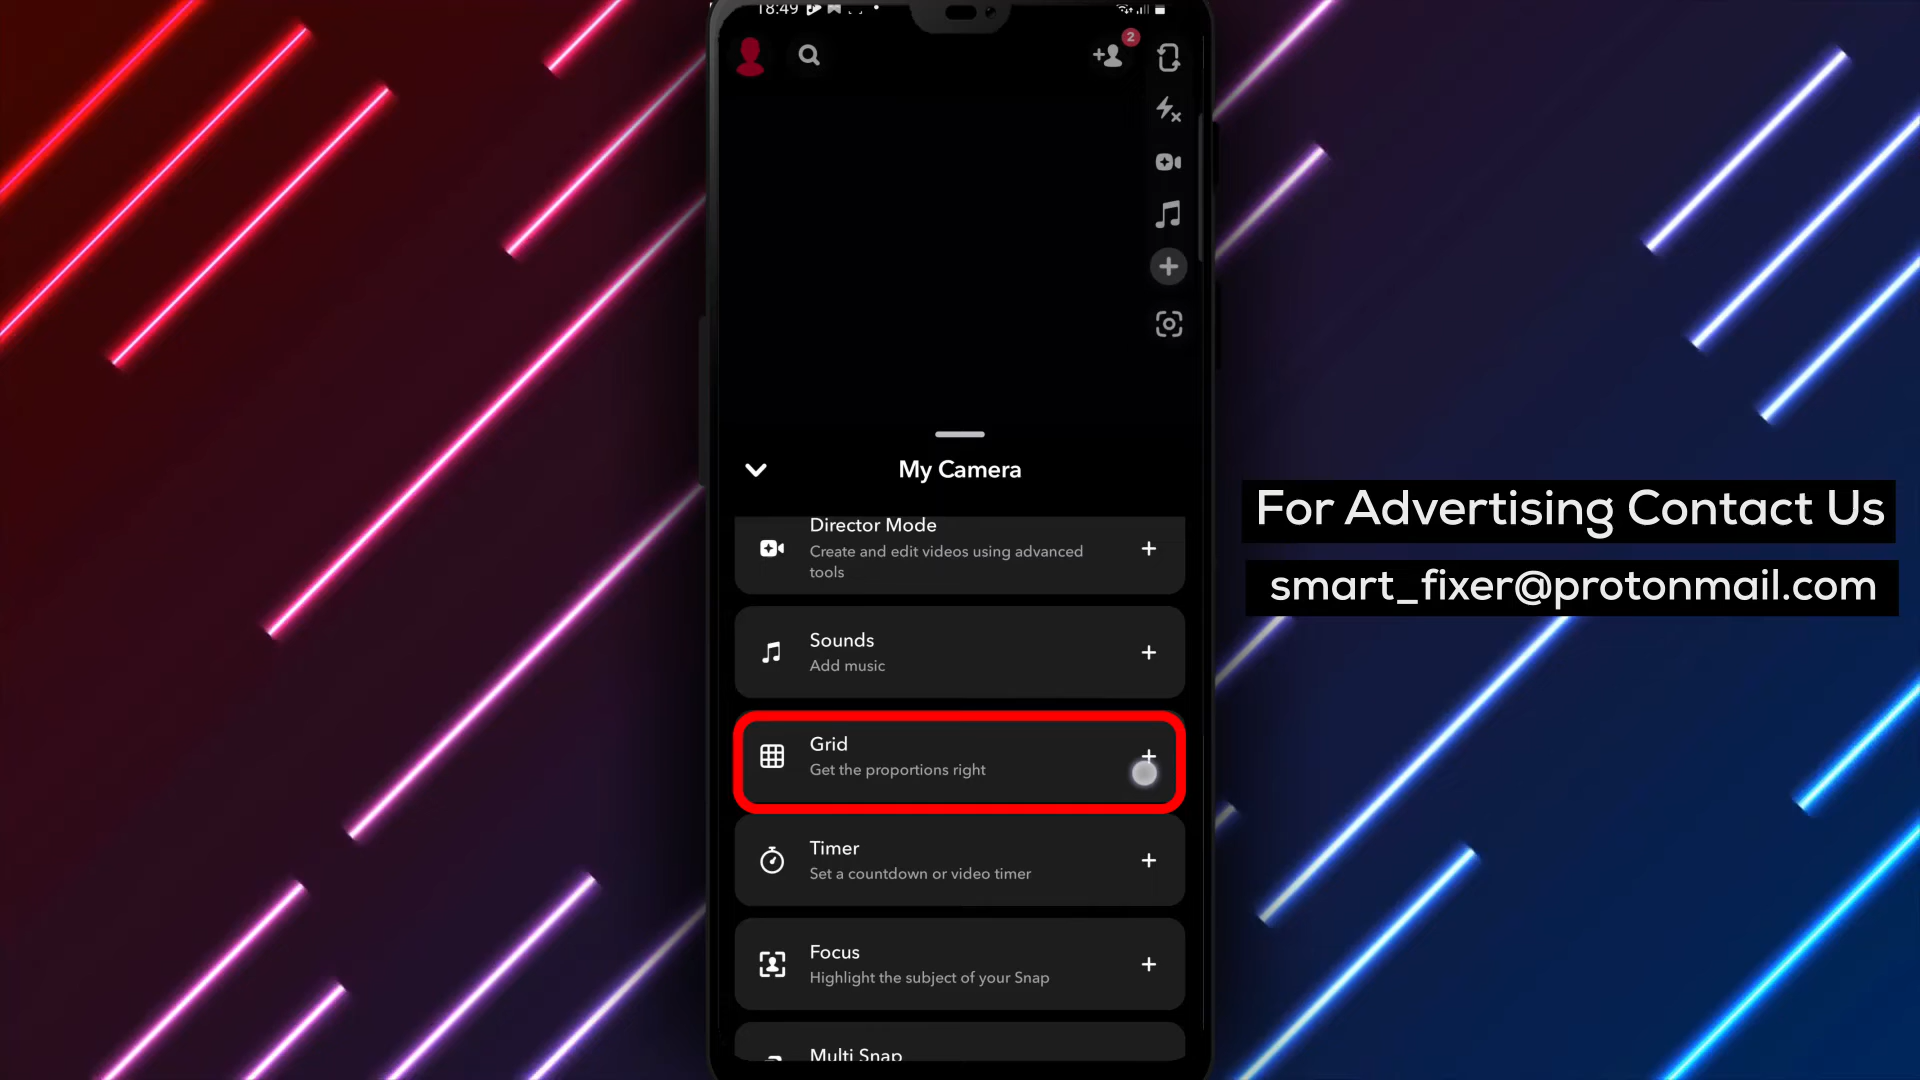 18:49
2
My Camera
Director Mode
Create and edit videos using advanced
tools
Sounds
Add music
Grid
Get the proportions right
Timer
Set a countdown or video timer
Focus
Highlight the subject of your Snap
Multi Snap
For Advertising Contact Us
smart_fixer@protonmail.com